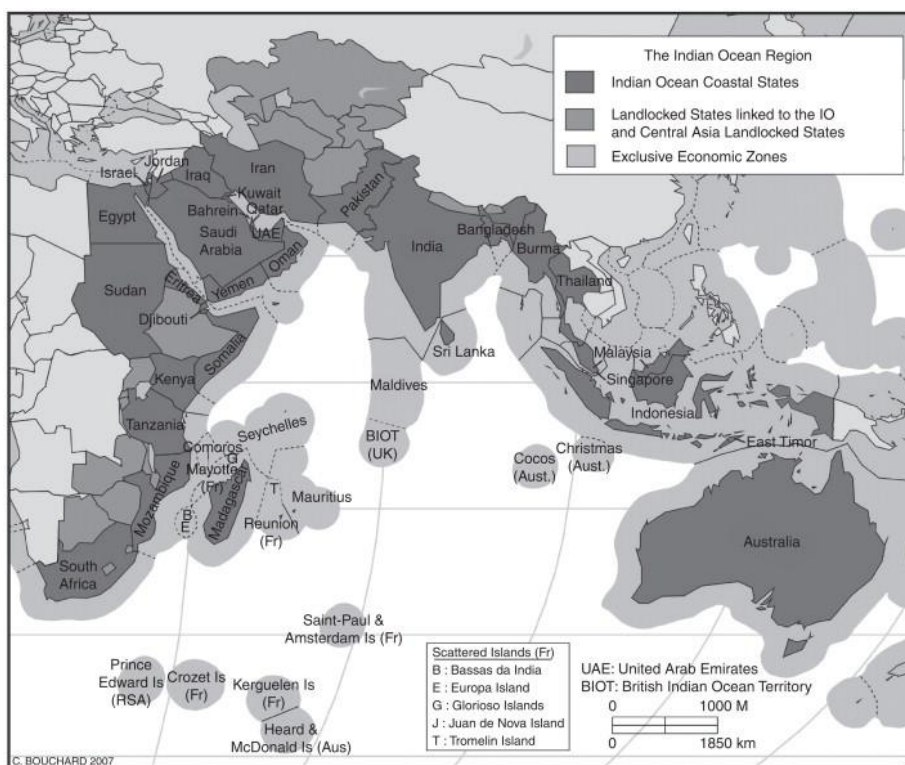 The Indian Ocean Region
Indian Ocean Coastal States
Landlocked States linked to the IO
and Central Asia Landlocked States
Exclusive Economic Zones
Jordan
Israel
Iraq
Iran
Kuwait
Pakistan
Egypt
Bahrain
Qatar
Saudi
Arabia
UAE
Oman
India
Bangladesh
Burma
Sudan
Eritrea
Yemen
Thailand
Djibouti
Somalia
Sri Lanka
Malaysia
Kenya
Maldives
Singapore
Indonesia
Tanzania
Seychelles
Comoros
G
BIOT
(UK)
Cocos
(Aust.)
Christmas
(Aust.)
East Timor
Mayotte
(Fr)
Mozambique
Madagascar
T
Mauritius
B
E
Reunion
(Fr)
Australia
South
Africa
Saint-Paul &
Amsterdam Is (Fr)
Prince
Edward Is
(RSA)
Crozet Is
(Fr)
Kerguelen Is
(Fr)
Heard &
McDonald Is (Aus)
Scattered Islands (Fr)
B : Bassas da India
E : Europa Island
G : Glorioso Islands
J : Juan de Nova Island
T : Tromelin Island
UAE: United Arab Emirates
BIOT: British Indian Ocean Territory
0 1000 M
0 1850 km
C. BOUCHARD 2007